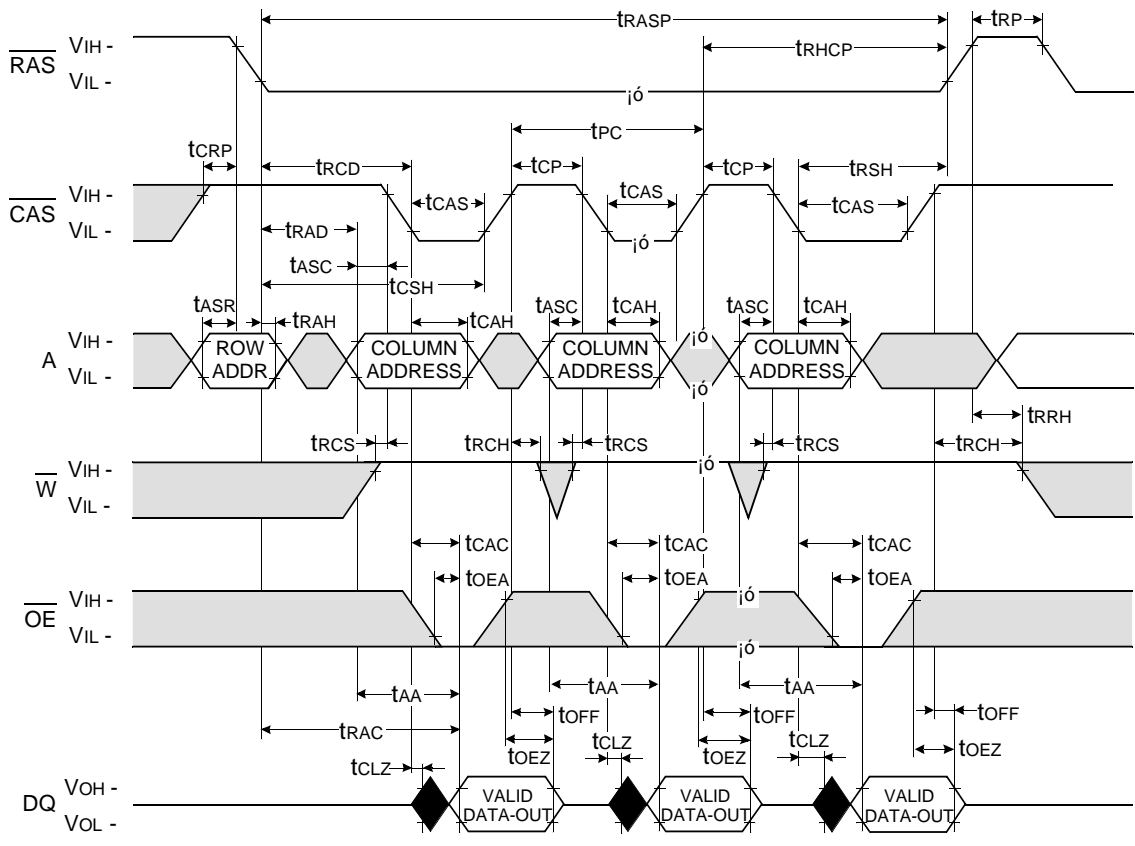 tRASP
tRP
tRHCP
RAS
VIH -
VIL -
¡ó
tPC
tCRP
tRCD
tCP
tCP
tRSH
CAS
VIH -
VIL -
tCAS
tCAS
tCAS
¡ó
tRAD
tASC
tCSH
tASR
tRAH
tCAH
tASC
tCAH
tASC
tCAH
A
VIH -
VIL -
ROW
ADDR
COLUMN
ADDRESS
COLUMN
ADDRESS
¡ó
¡ó
COLUMN
ADDRESS
tRRH
tRCS
tRCH
tRCS
tRCS
tRCH
W
VIH -
VIL -
¡ó
tCAC
tCAC
tCAC
tOEA
tOEA
tOEA
OE
VIH -
VIL -
¡ó
¡ó
tAA
tAA
tAA
tRAC
tOFF
tOFF
tOFF
tCLZ
tOEZ
tCLZ
tOEZ
tCLZ
tOEZ
DQ
VOH -
VOL -
VALID
DATA-OUT
VALID
DATA-OUT
VALID
DATA-OUT